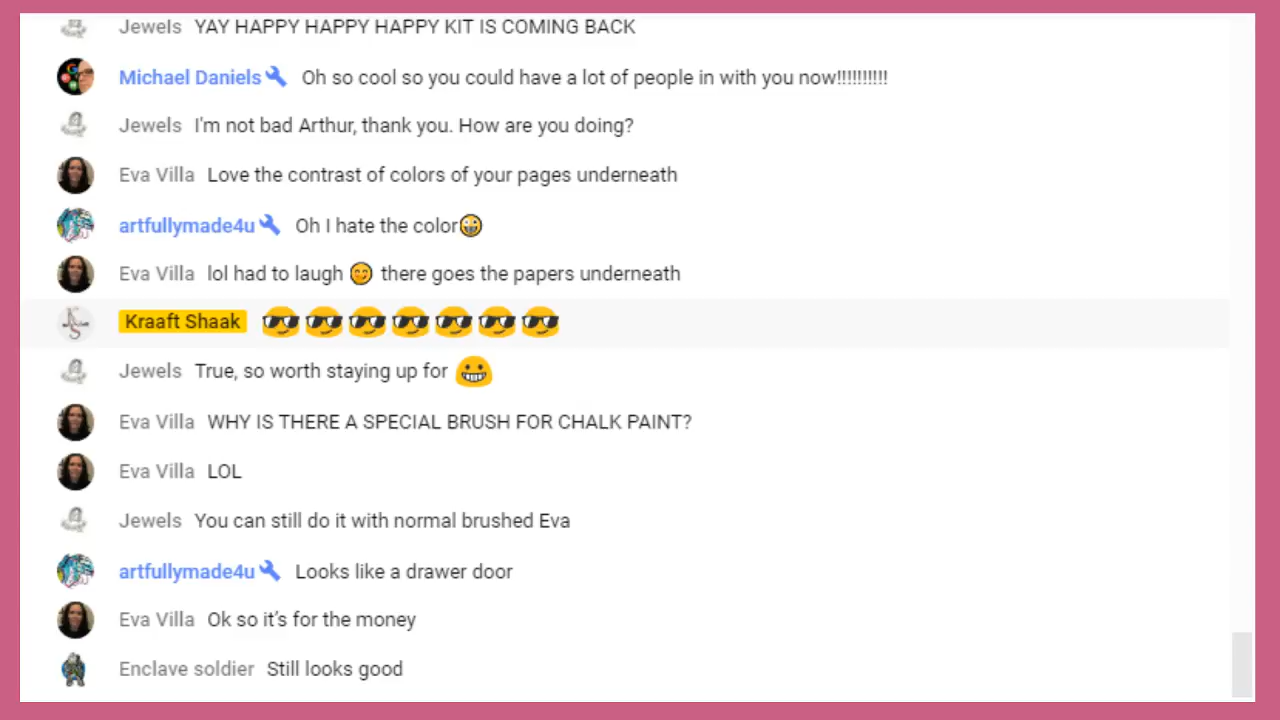 Jewels YAY HAPPY HAPPY HAPPY KIT IS COMING BACK
Michael Daniels Oh so cool so you could have a lot of people in with you now!!!!!!!!!!
Jewels I'm not bad Arthur, thank you. How are you doing?
Eva Villa Love the contrast of colors of your pages underneath
artfullymade4u Oh I hate the color🤪
Eva Villa lol had to laugh 😊 there goes the papers underneath
Kraaft Shaak 😎😎😎😎😎😎😎
Jewels True, so worth staying up for 😀
Eva Villa WHY IS THERE A SPECIAL BRUSH FOR CHALK PAINT?
Eva Villa LOL
Jewels You can still do it with normal brushed Eva
artfullymade4u Looks like a drawer door
Eva Villa Ok so it's for the money
Enclave soldier Still looks good